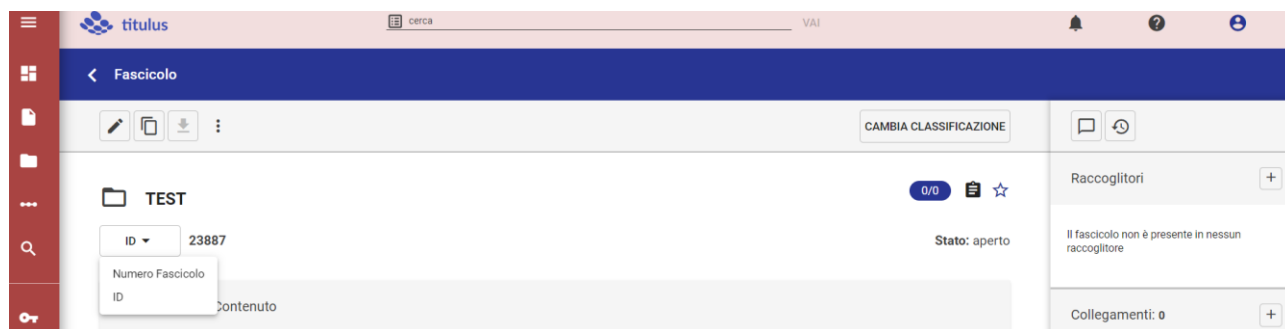 titulus
cerca
VAI
Fascicolo
CAMBIA CLASSIFICAZIONE
TEST
0/0
ID
23887
Stato: aperto
Numero Fascicolo
ID
Contenuto
Raccoglitori
Il fascicolo non è presente in nessun
raccoglitore
Collegamenti: 0